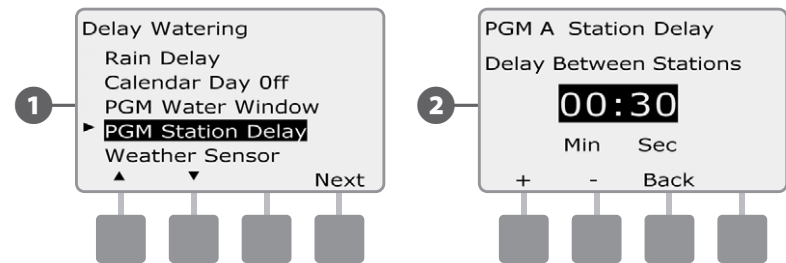 1
Delay Watering
Rain Delay
Calendar Day 0ff
PGM Water Window
► PGM Station Delay
Weather Sensor
▲ ▼ Next
2
PGM A Station Delay
Delay Between Stations
00:30
Min Sec
+ - Back